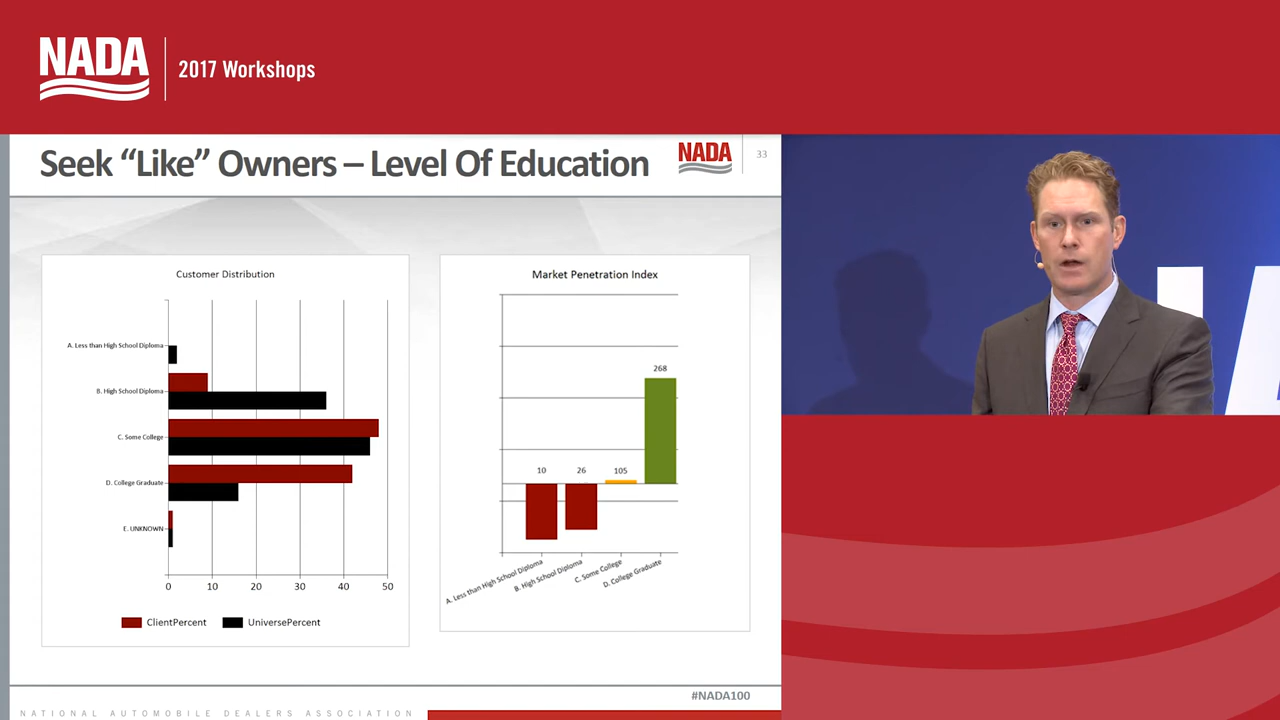 NADA
2017 Workshops
Seek “Like” Owners – Level Of Education
NADA
33
Customer Distribution
A. Less than High School Diploma
B. High School Diploma
C. Some College
D. College Graduate
E. UNKNOWN
0 10 20 30 40 50
ClientPercent UniversePercent
Market Penetration Index
268
10 26 105
A. Less than High School Diploma
B. High School Diploma
C. Some College
D. College Graduate
#NADA100
NATIONAL AUTOMOBILE DEALERS ASSOCIATION